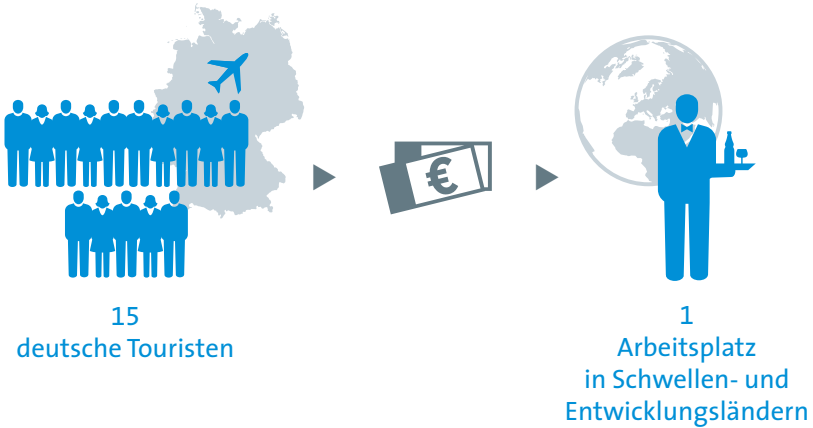 €
15
deutsche Touristen
1
Arbeitsplatz
in Schwellen- und
Entwicklungsländern